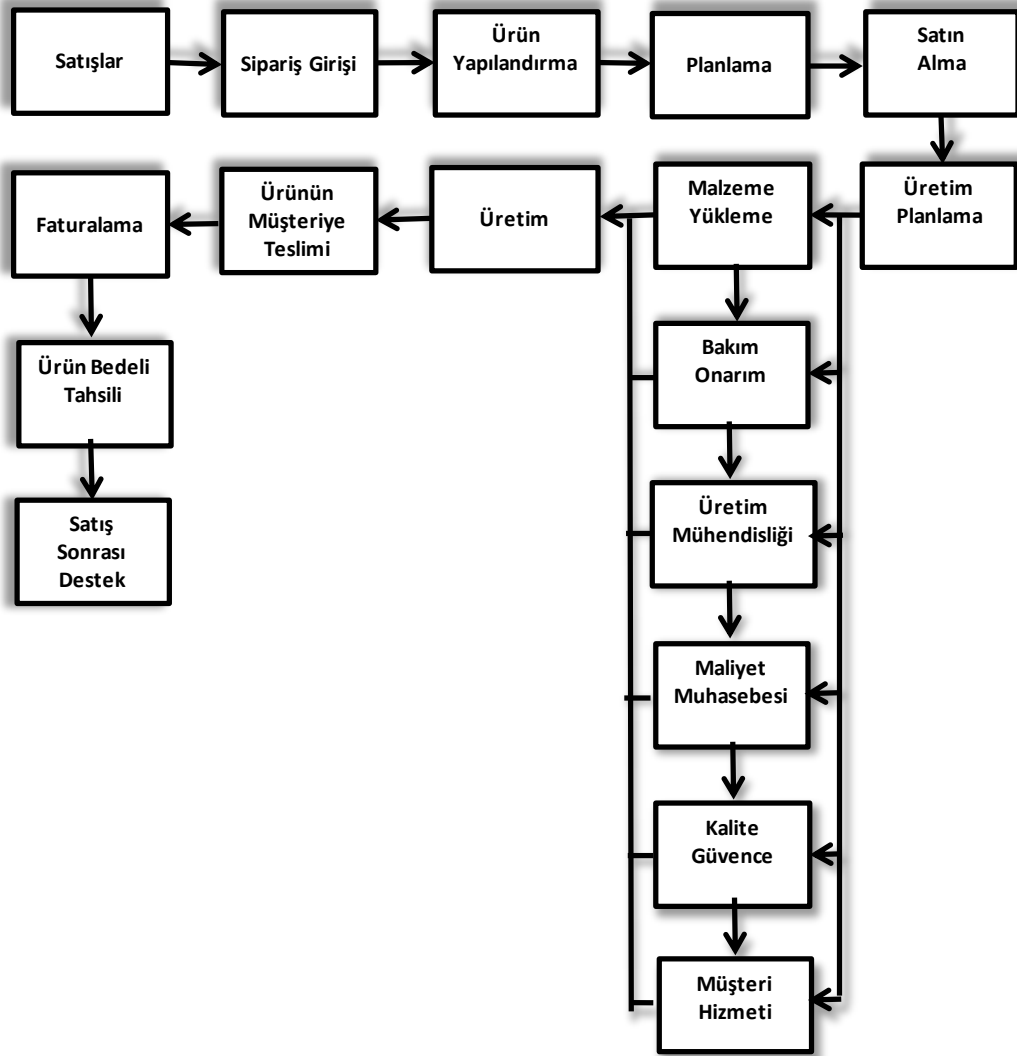 Satışlar
Sipariş Girişi
Ürün
Yapılandırma
Planlama
Satın
Alma
Faturalama
Ürünün
Müşteriye
Teslimi
Üretim
Malzeme
Yükleme
Üretim
Planlama
Ürün Bedeli
Tahsili
Bakım
Onarım
Satış
Sonrası
Destek
Üretim
Mühendisliği
Maliyet
Muhasebesi
Kalite
Güvence
Müşteri
Hizmeti